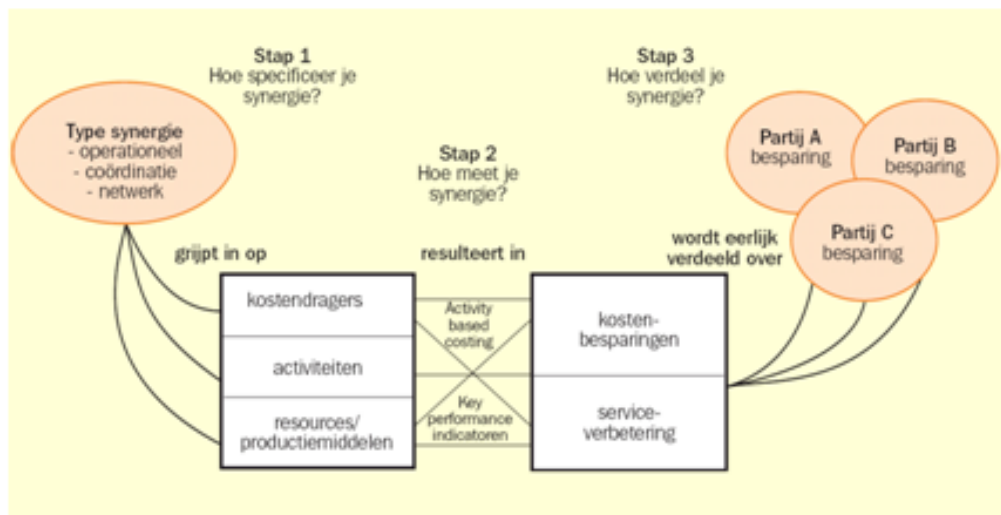 Stap 1
Hoe specificeer je
synergie?
Stap 3
Hoe verdeel je
synergie?
Type synergie
- operationeel
- coördinatie
- netwerk
Stap 2
Hoe meet je
synergie?
Partij A
besparing
Partij B
besparing
Partij C
besparing
grijpt in op
resulteert in
wordt eerlijk
verdeeld over
kostendragers
activiteiten
resources/
productiemiddelen
Activity
based
costing
Key
performance
indicatoren
kosten-
besparingen
service-
verbetering